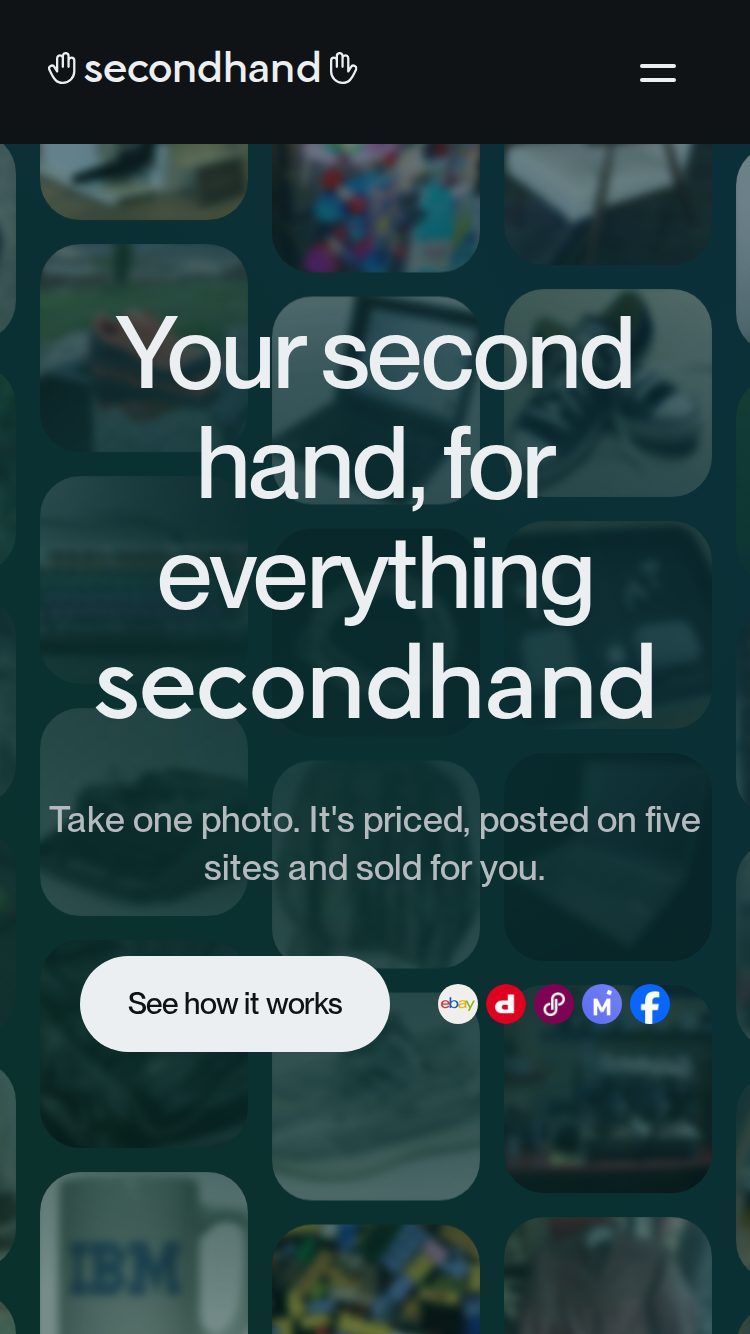 secondhand
Your second
hand, for
everything
secondhand
Take one photo. It's priced, posted on five
sites and sold for you.
See how it works
ebay
IBM